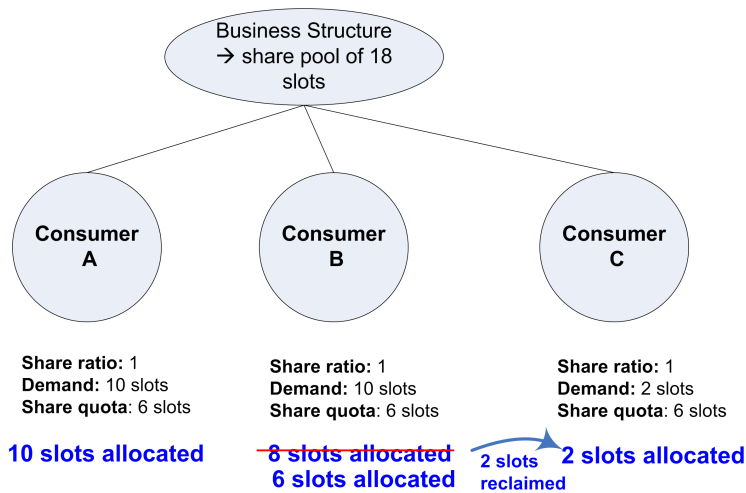 Business Structure
→ share pool of 18
slots
Consumer
A
Consumer
B
Consumer
C
Share ratio: 1
Demand: 10 slots
Share quota: 6 slots
10 slots allocated
Share ratio: 1
Demand: 10 slots
Share quota: 6 slots
8 slots allocated
6 slots allocated
2 slots
reclaimed
Share ratio: 1
Demand: 2 slots
Share quota: 6 slots
2 slots allocated